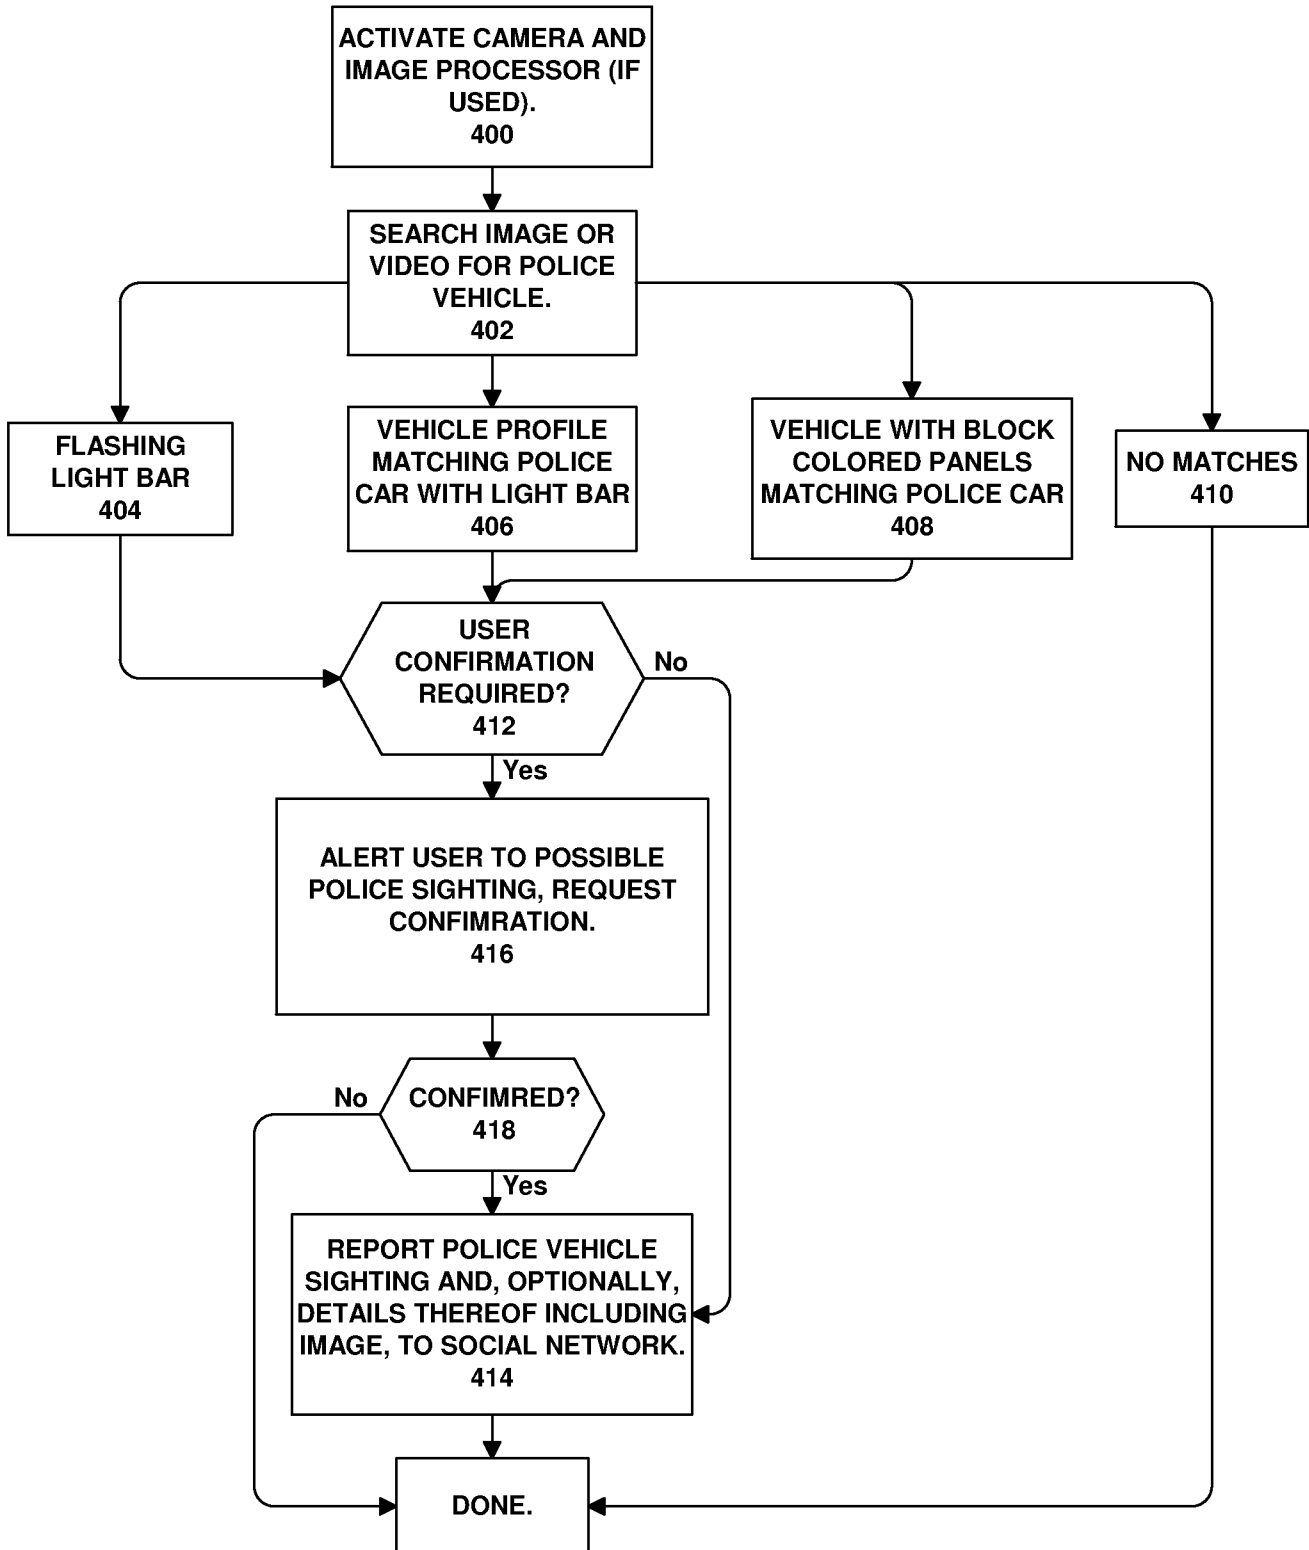 ACTIVATE CAMERA AND
IMAGE PROCESSOR (IF
USED).
400
SEARCH IMAGE OR
VIDEO FOR POLICE
VEHICLE.
402
FLASHING
LIGHT BAR
404
VEHICLE PROFILE
MATCHING POLICE
CAR WITH LIGHT BAR
406
VEHICLE WITH BLOCK
COLORED PANELS
MATCHING POLICE CAR
408
NO MATCHES
410
USER
CONFIRMATION
REQUIRED?
412
No
Yes
ALERT USER TO POSSIBLE
POLICE SIGHTING, REQUEST
CONFIMRATION.
416
No
CONFIMRED?
418
Yes
REPORT POLICE VEHICLE
SIGHTING AND, OPTIONALLY,
DETAILS THEREOF INCLUDING
IMAGE, TO SOCIAL NETWORK.
414
DONE.